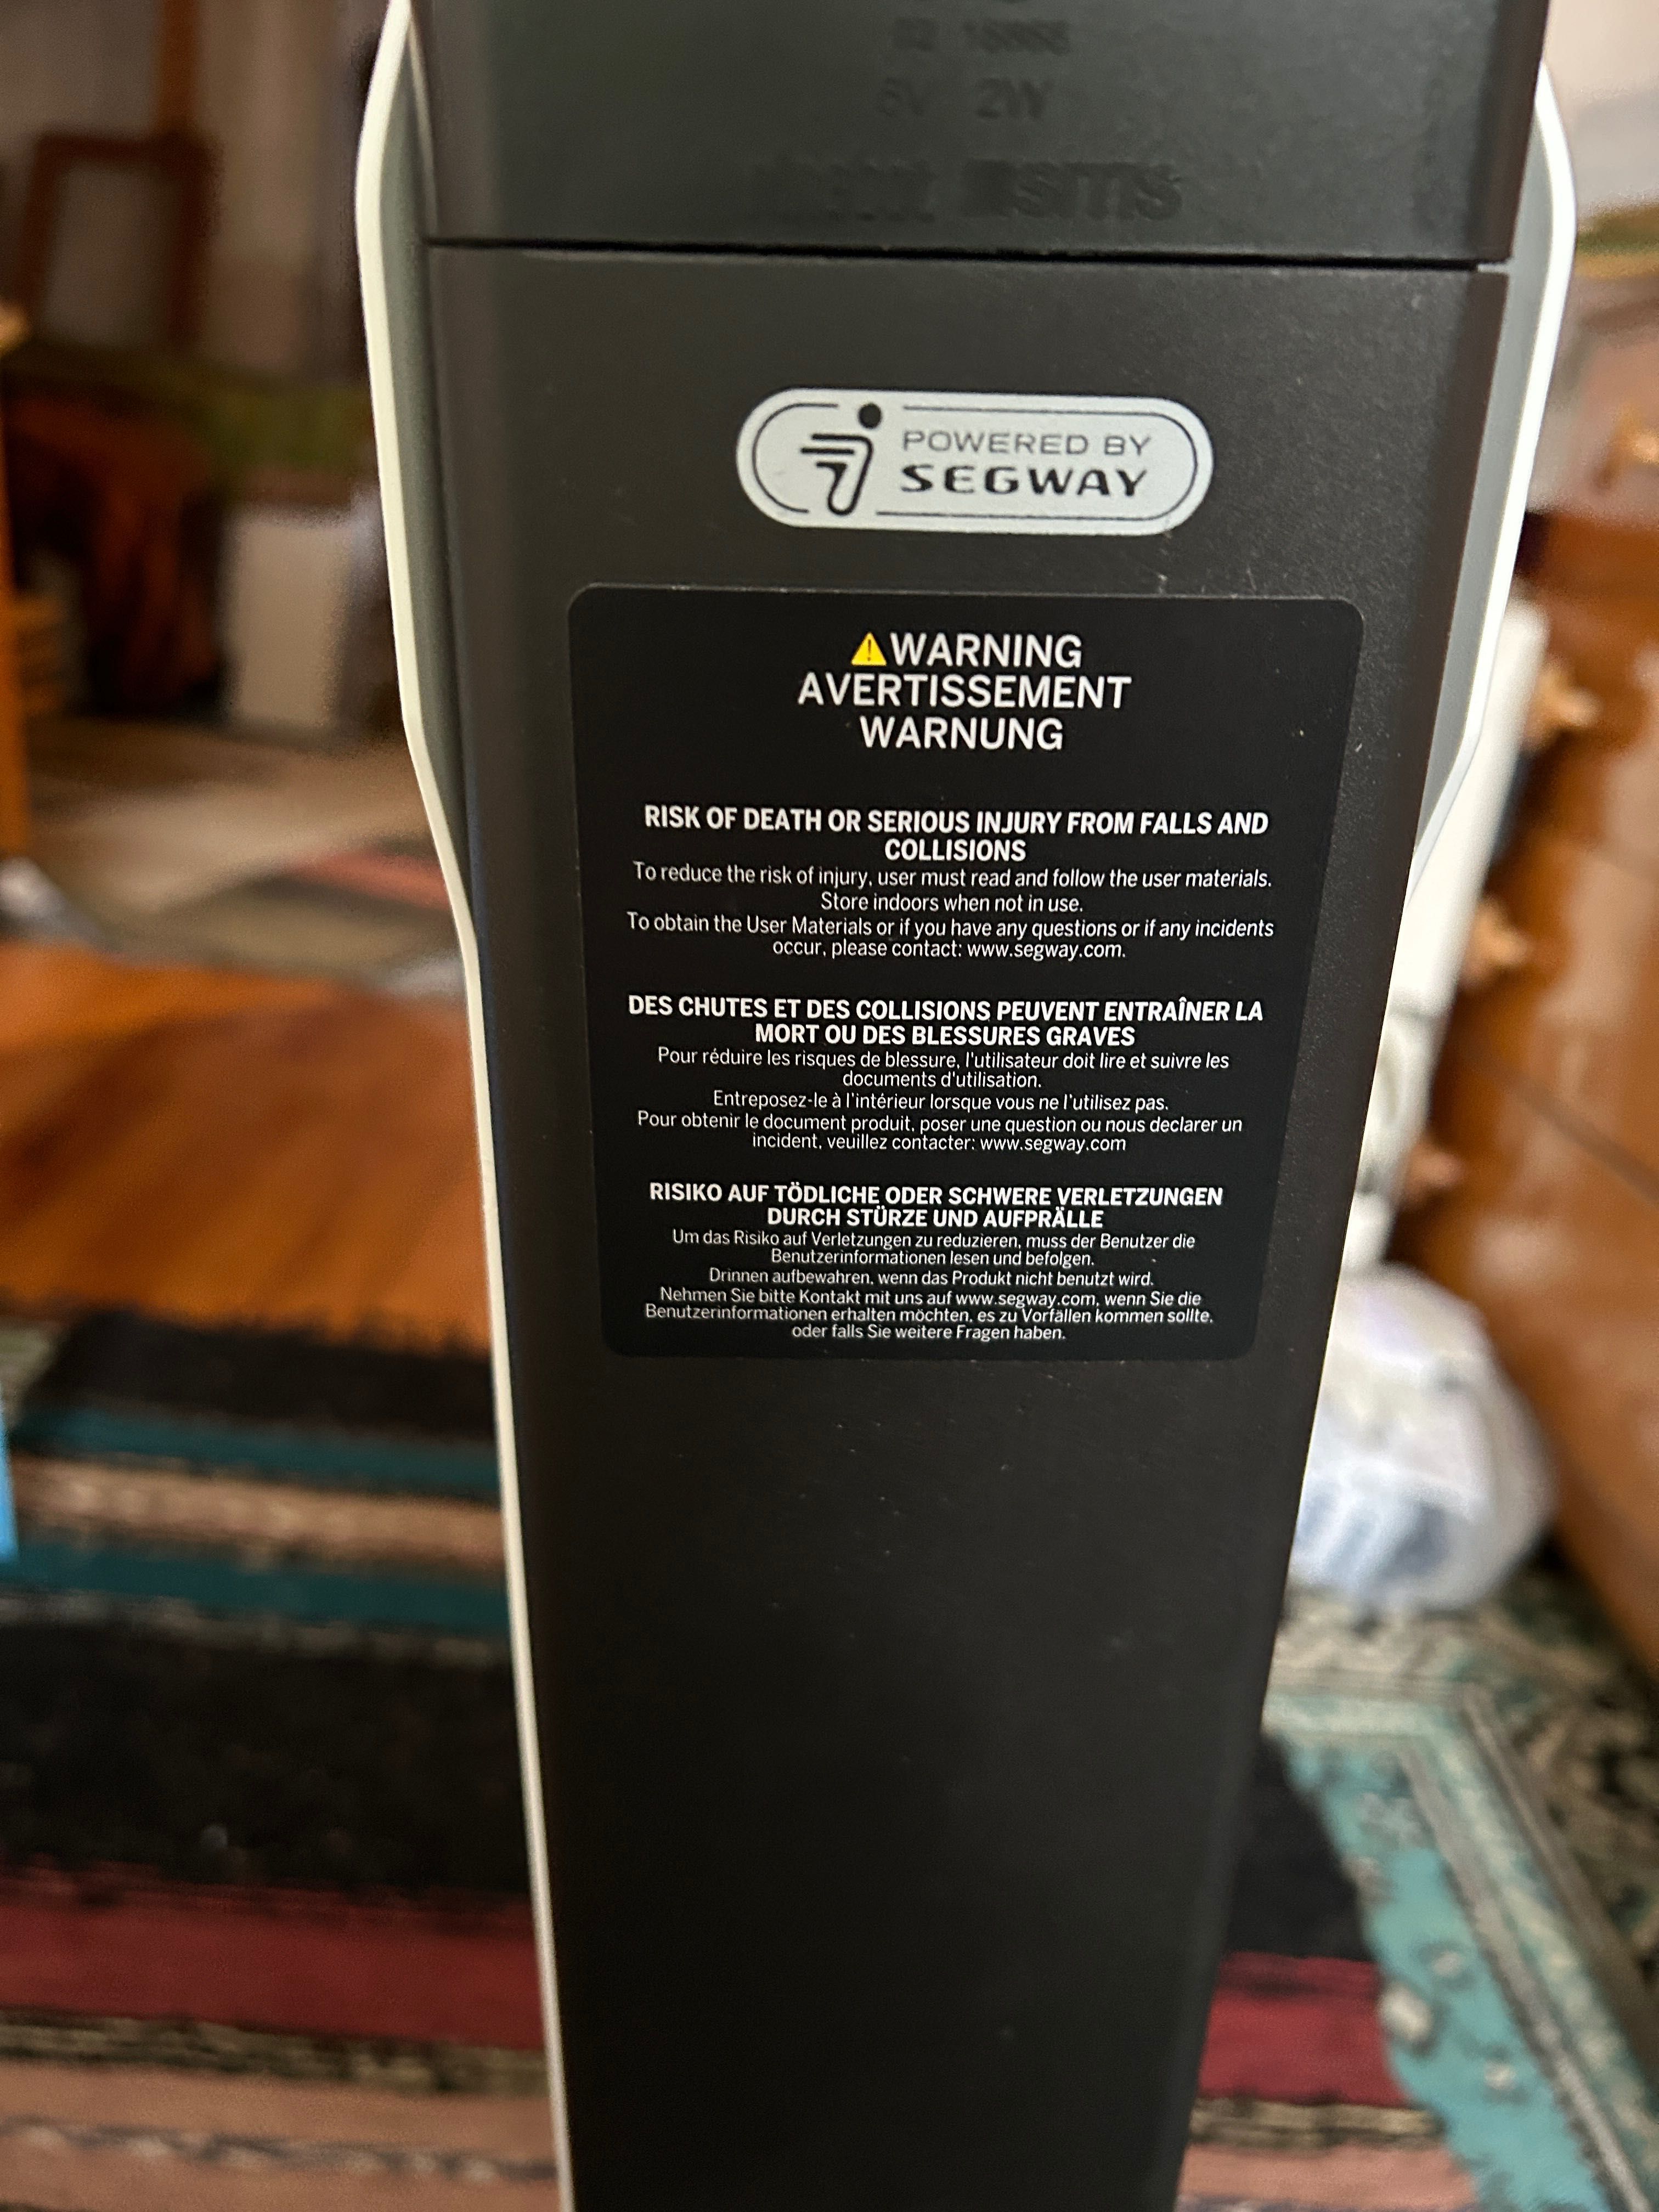 6V 2W
POWERED BY
SEGWAY
WARNING
AVERTISSEMENT
WARNUNG
RISK OF DEATH OR SERIOUS INJURY FROM FALLS AND
COLLISIONS
To reduce the risk of injury, user must read and follow the user materials.
Store indoors when not in use.
To obtain the User Materials or if you have any questions or if any incidents
occur, please contact: www.segway.com.
DES CHUTES ET DES COLLISIONS PEUVENT ENTRAÎNER LA
MORT OU DES BLESSURES GRAVES
Pour réduire les risques de blessure, l'utilisateur doit lire et suivre les
documents d'utilisation.
Entreposez-le à l'intérieur lorsque vous ne l'utilisez pas.
Pour obtenir le document produit, poser une question ou nous declarer un
incident, veuillez contacter: www.segway.com
RISIKO AUF TÖDLICHE ODER SCHWERE VERLETZUNGEN
DURCH STÜRZE UND AUFPRÄLLE
Um das Risiko auf Verletzungen zu reduzieren, muss der Benutzer die
Benutzerinformationen lesen und befolgen.
Drinnen aufbewahren, wenn das Produkt nicht benutzt wird.
Nehmen Sie bitte Kontakt mit uns auf www.segway.com, wenn Sie die
Benutzerinformationen erhalten möchten, es zu Vorfällen kommen sollte,
oder falls Sie weitere Fragen haben.